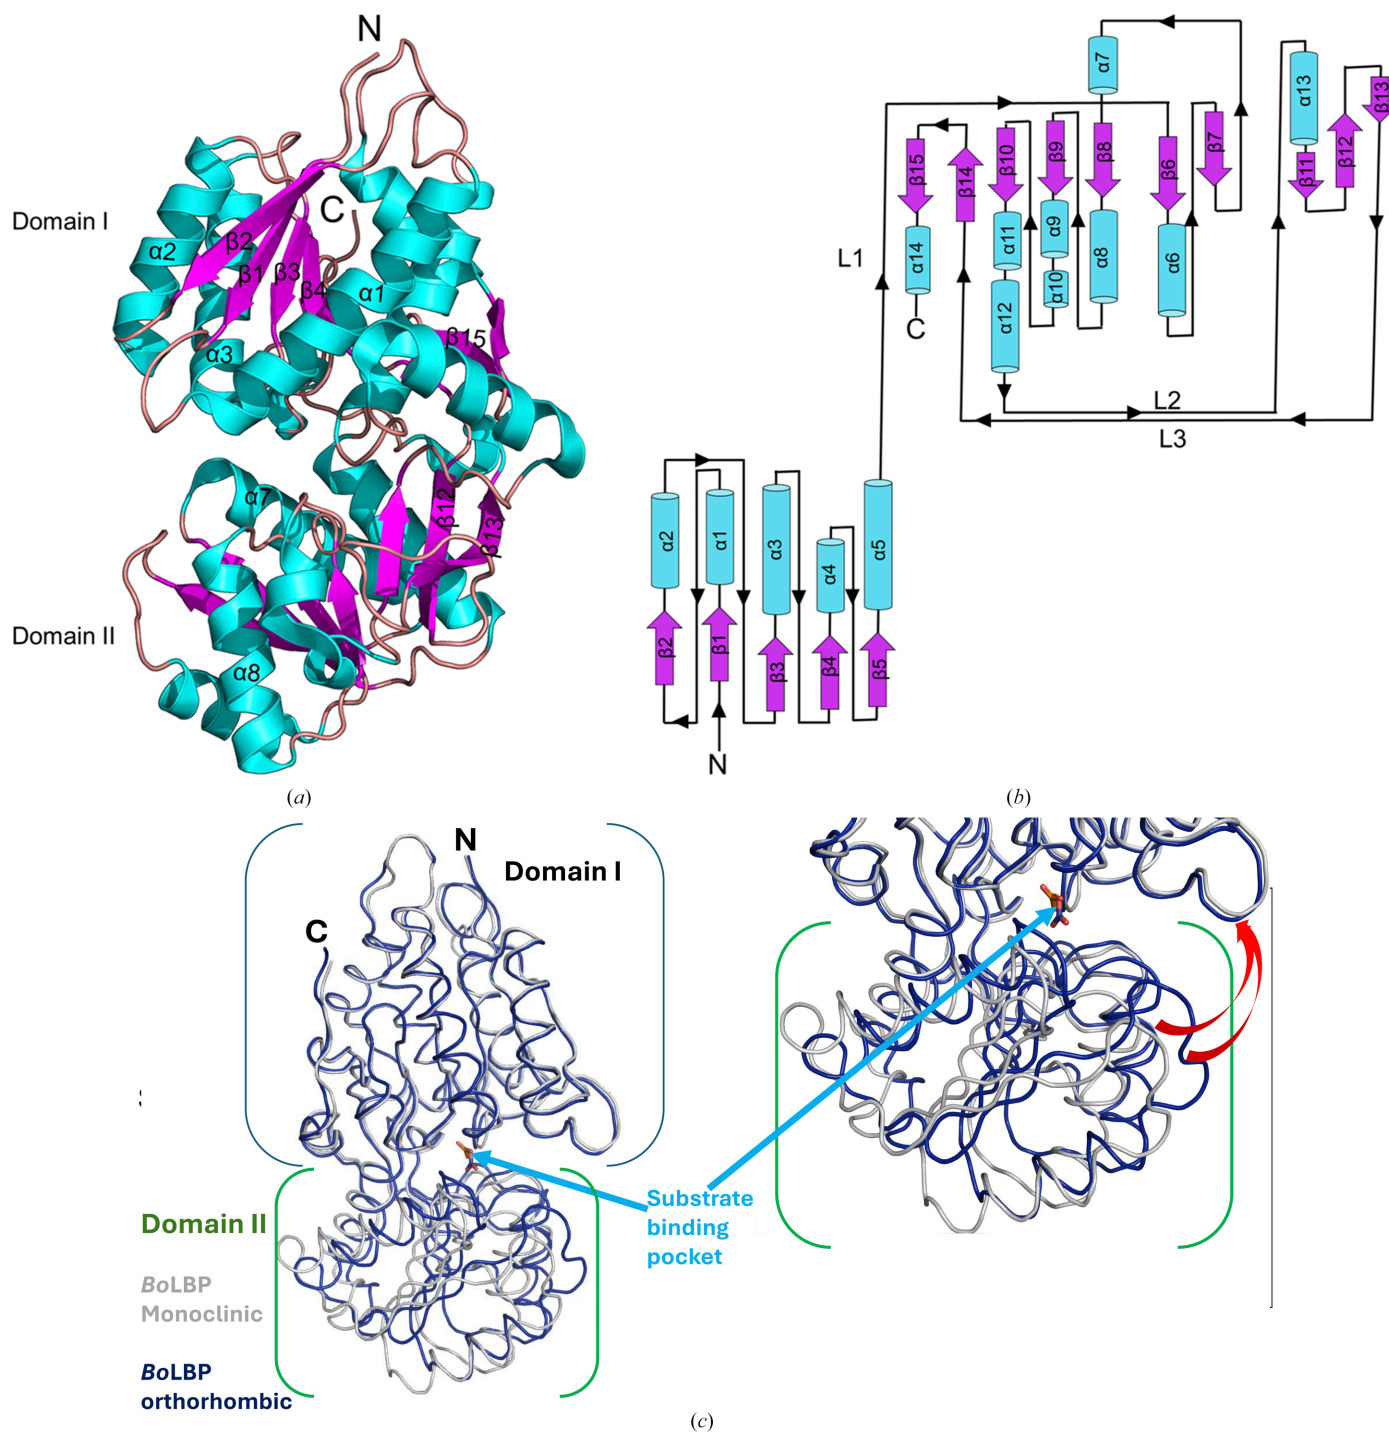 N
Domain I
C
α2
β2
β1
β3
β4
α1
α3
β15
α7
β12
β13
Domain II
α8
(a)
α7
α13
β13
β15
β14
β10
β9
β8
β6
β7
β11
β12
L1
α14
α11
α9
α10
α8
α6
α12
C
L2
L3
α2
α1
α3
α4
α5
β2
β1
β3
β4
β5
N
(b)
N
Domain I
C
Domain II
Substrate
binding
pocket
BoLBP
Monoclinic
BoLBP
orthorhombic
(c)